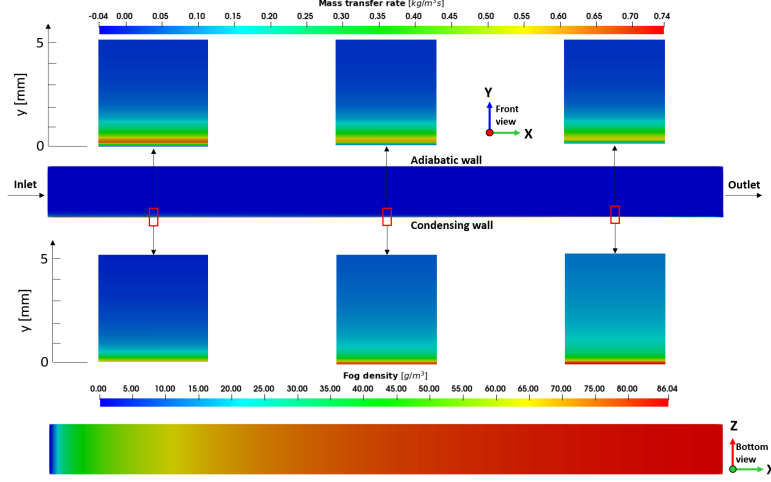 Mass transfer rate [kg/m³s]
-0.04 0.00 0.05 0.10 0.15 0.20 0.25 0.30 0.35 0.40 0.45 0.50 0.55 0.60 0.65 0.70 0.74
5
y [mm]
0
Y
Front
view
X
Adiabatic wall
Inlet
Outlet
Condensing wall
5
y [mm]
0
Fog density [g/m³]
0.00 5.00 10.00 15.00 20.00 25.00 30.00 35.00 40.00 45.00 50.00 55.00 60.00 65.00 70.00 75.00 80.00 86.04
Z
Bottom
view
X